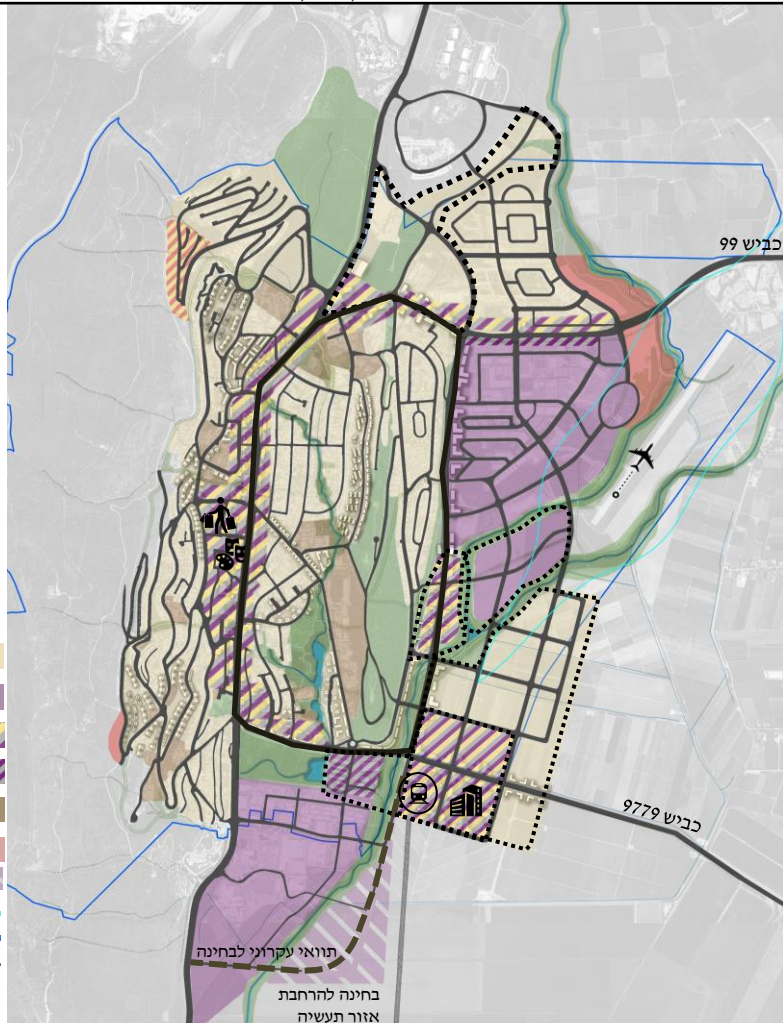 כביש 99
כביש 9779
תוואי עקרוני לבחינה
בחינה להרחבת
אזור תעשיה